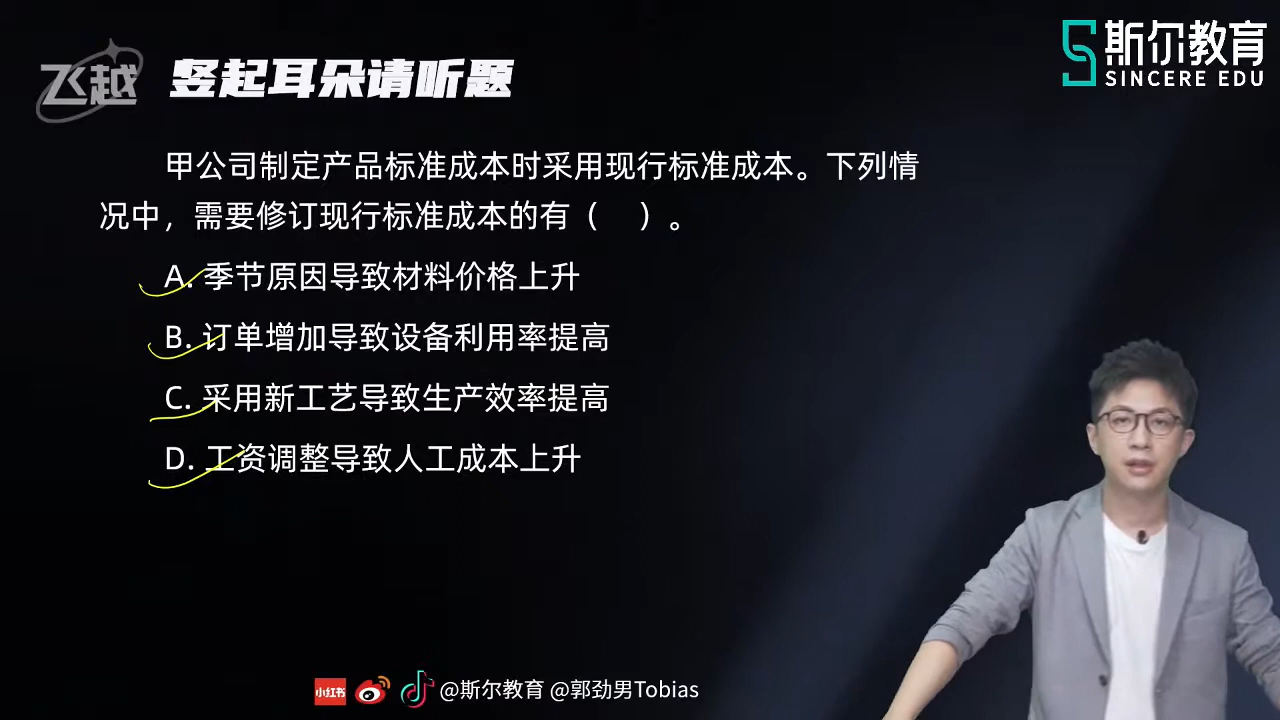 飞越
竖起耳朵请听题
斯尔教育
SINCERE EDU
甲公司制定产品标准成本时采用现行标准成本。下列情
况中，需要修订现行标准成本的有（ ）。
A. 季节原因导致材料价格上升
B. 订单增加导致设备利用率提高
C. 采用新工艺导致生产效率提高
D. 工资调整导致人工成本上升
小红书 @斯尔教育 @郭劲男Tobias